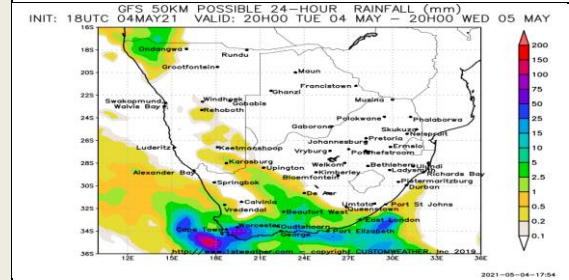 GFS 50KM POSSIBLE 24-HOUR RAINFALL (mm)
INIT: 18UTC 04MAY21 VALID: 20H00 TUE 04 MAY – 20H00 WED 05 MAY
16S
18S
20S
22S
24S
26S
28S
30S
32S
34S
36S
Ondangwa
Rundu
Grootfontein
Maun
Francistown
Ghanzi
Swakopmund
Walvis Bay
Windhoek
Gobabis
Rehoboth
Musina
Polokwane
Phalaborwa
Gaborone
Skukuza
Nelspruit
Pretoria
Johannesburg
Luderitz
Keetmanshoop
Vryburg
Potchefstroom
Ermelo
Karasburg
Upington
Welkom
Bethlehem
Ulundi
Alexander Bay
Kimberley
Ladysmith
Richards Bay
Bloemfontein
Springbok
Pietermaritzburg
Durban
De Aar
Calvinia
Umtata
Port St Johns
Vredendal
Beaufort West
Queenstown
East London
Cape Town
Worcester
Oudtshoorn
George
Port Elizabeth
COPYRIGHT CUSTOMWEATHER, Inc 2019
12E
15E
18E
21E
24E
27E
30E
33E
36E
200
150
100
75
50
25
15
10
5
2.5
1
0.5
0.2
0.1
2021-05-04-17:54